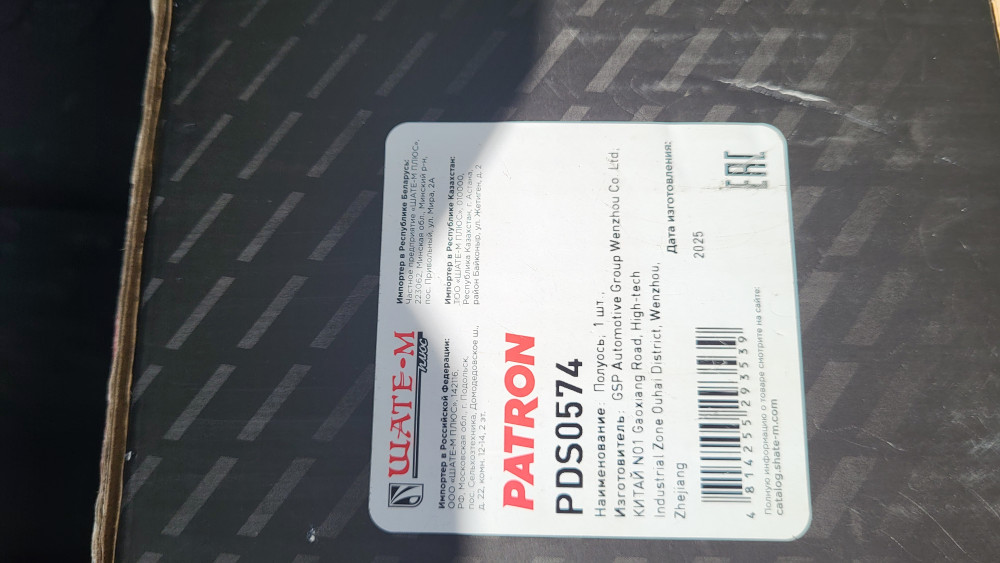 ШАТЕ-М
ПЛЮС
Импортер в Российской Федерации:
ООО «ШАТЕ-М ПЛЮС», 142116,
РФ, Московская обл., г. Подольск,
пос. Сельхозтехника, Домодедовское ш.,
д. 22, комн. 12-14, 2 эт.
Импортер в Республике Беларусь:
Частное предприятие «ШАТЕ-М ПЛЮС»,
223062, Минская обл., Минский р-н,
пос. Привольный, ул. Мира, 2А
Импортер в Республике Казахстан:
ТОО «ШАТЕ-М ПЛЮС», 010000,
Республика Казахстан, г. Астана,
район Байконыр, ул. Жетиген, д. 2
PATRON
PDS0574
Наименование: Полуось, 1 шт.,
Изготовитель: GSP Automotive Group Wenzhou Co. Ltd,
КИТАЙ NO1 Gaoxiang Road, High-tech
Industrial Zone Ouhai District, Wenzhou,
Zhejiang
Дата изготовления:
2025
4 814255 293539
EAC
Полную информацию о товаре смотрите на сайте:
catalog.shate-m.com